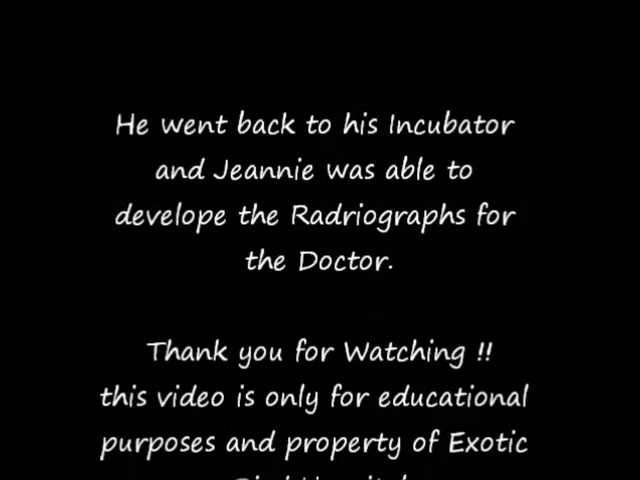 He went back to his Incubator
and Jeannie was able to
develope the Radriographs for
the Doctor.
Thank you for Watching !!
this video is only for educational
purposes and property of Exotic